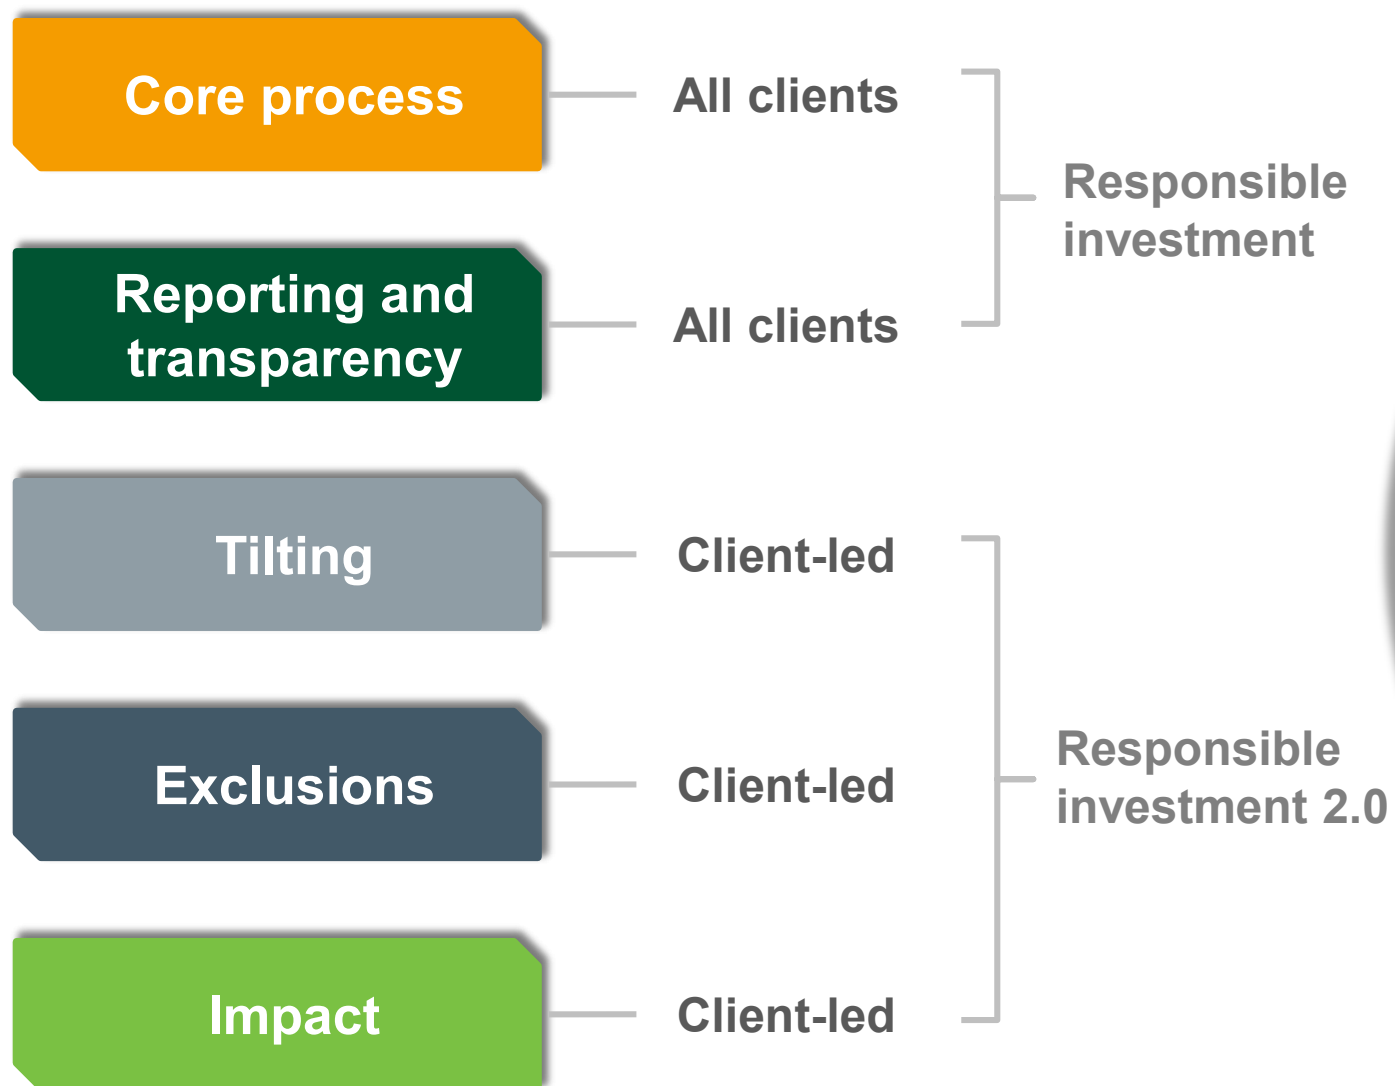 Core process
All clients
Responsible
investment
Reporting and
transparency
All clients
Tilting
Client-led
Exclusions
Client-led
Responsible
investment 2.0
Impact
Client-led